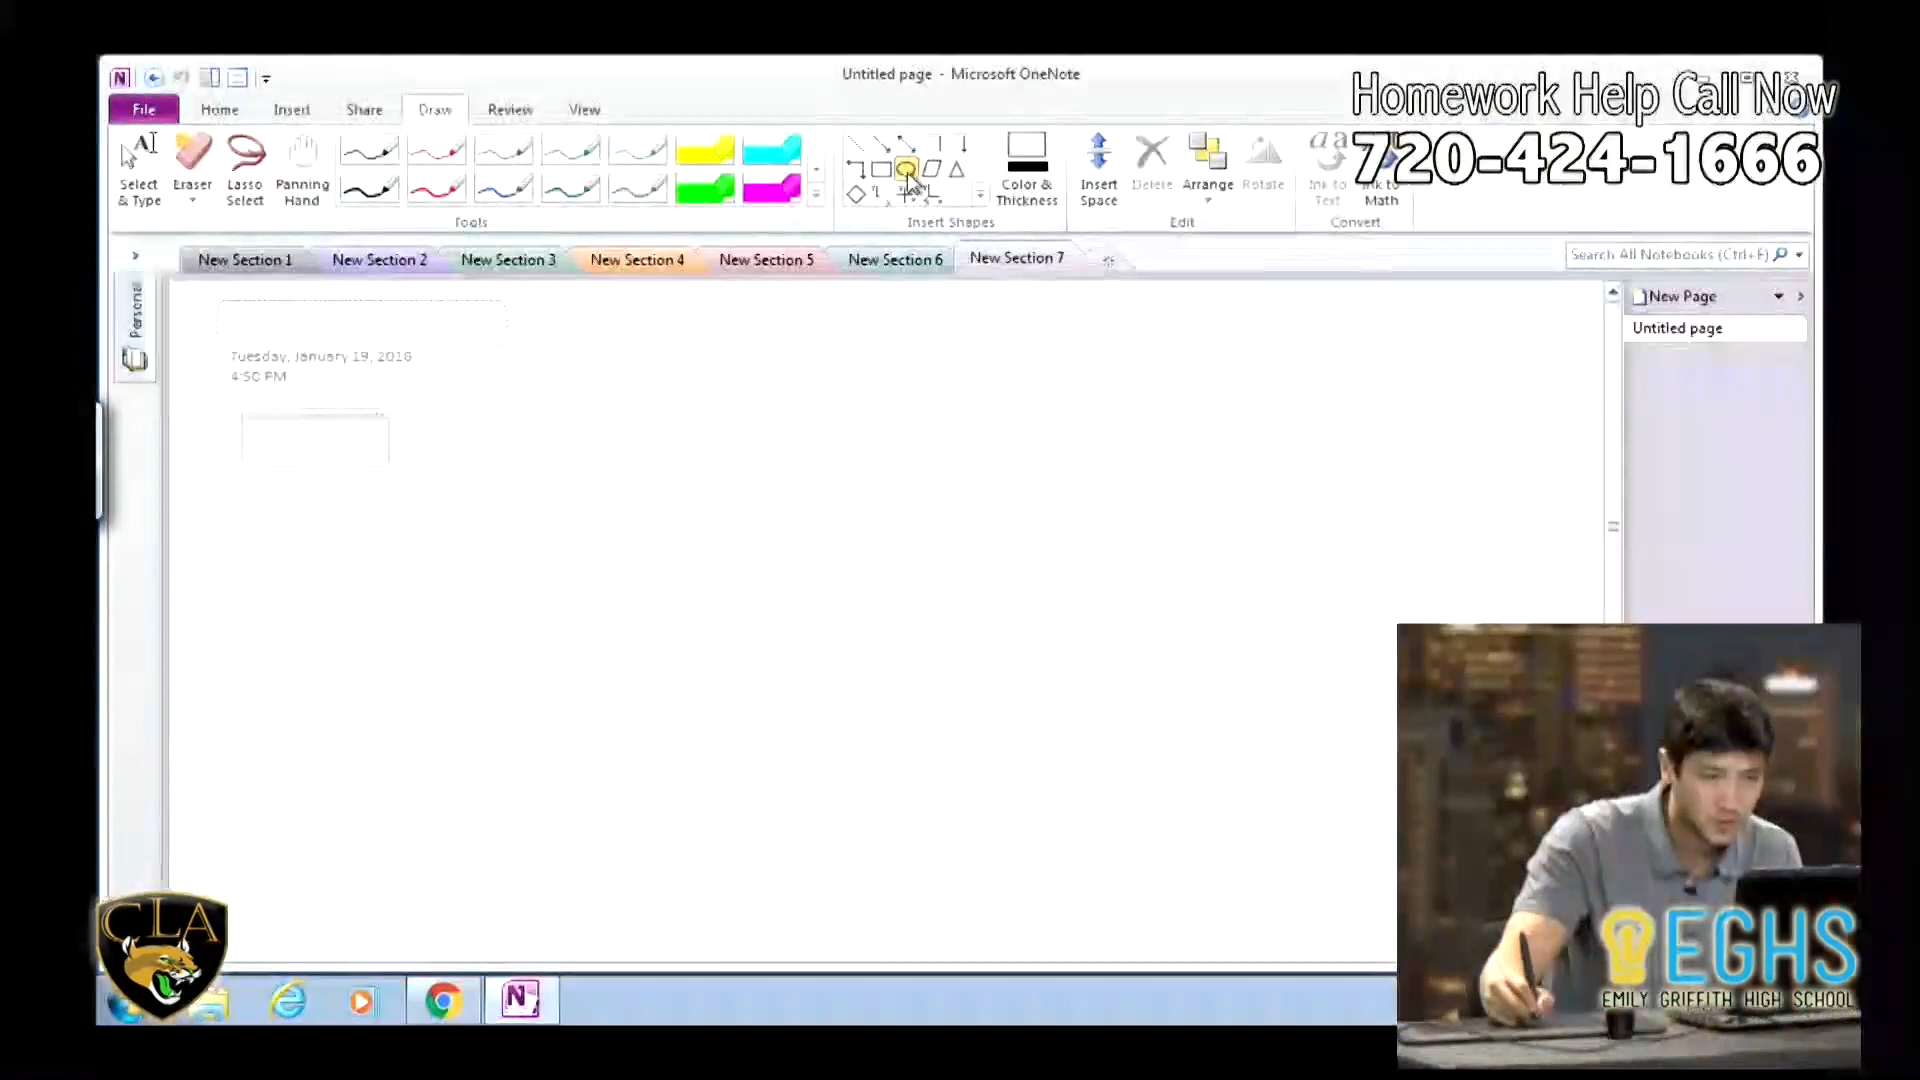 Untitled page - Microsoft OneNote
Homework Help Call Now
720-424-1666
File Home Insert Share Draw Review View
Select & Type
Eraser
Lasso Select
Panning Hand
Color & Thickness
Insert Space
Delete
Arrange
Rotate
Ink to Text
Ink to Math
Tools
Insert Shapes
Edit
Convert
New Section 1
New Section 2
New Section 3
New Section 4
New Section 5
New Section 6
New Section 7
Search All Notebooks (Ctrl+E)
Personal
New Page
Untitled page
Tuesday, January 19, 2016
4:50 PM
CLA
EGHS
EMILY GRIFFITH HIGH SCHOOL